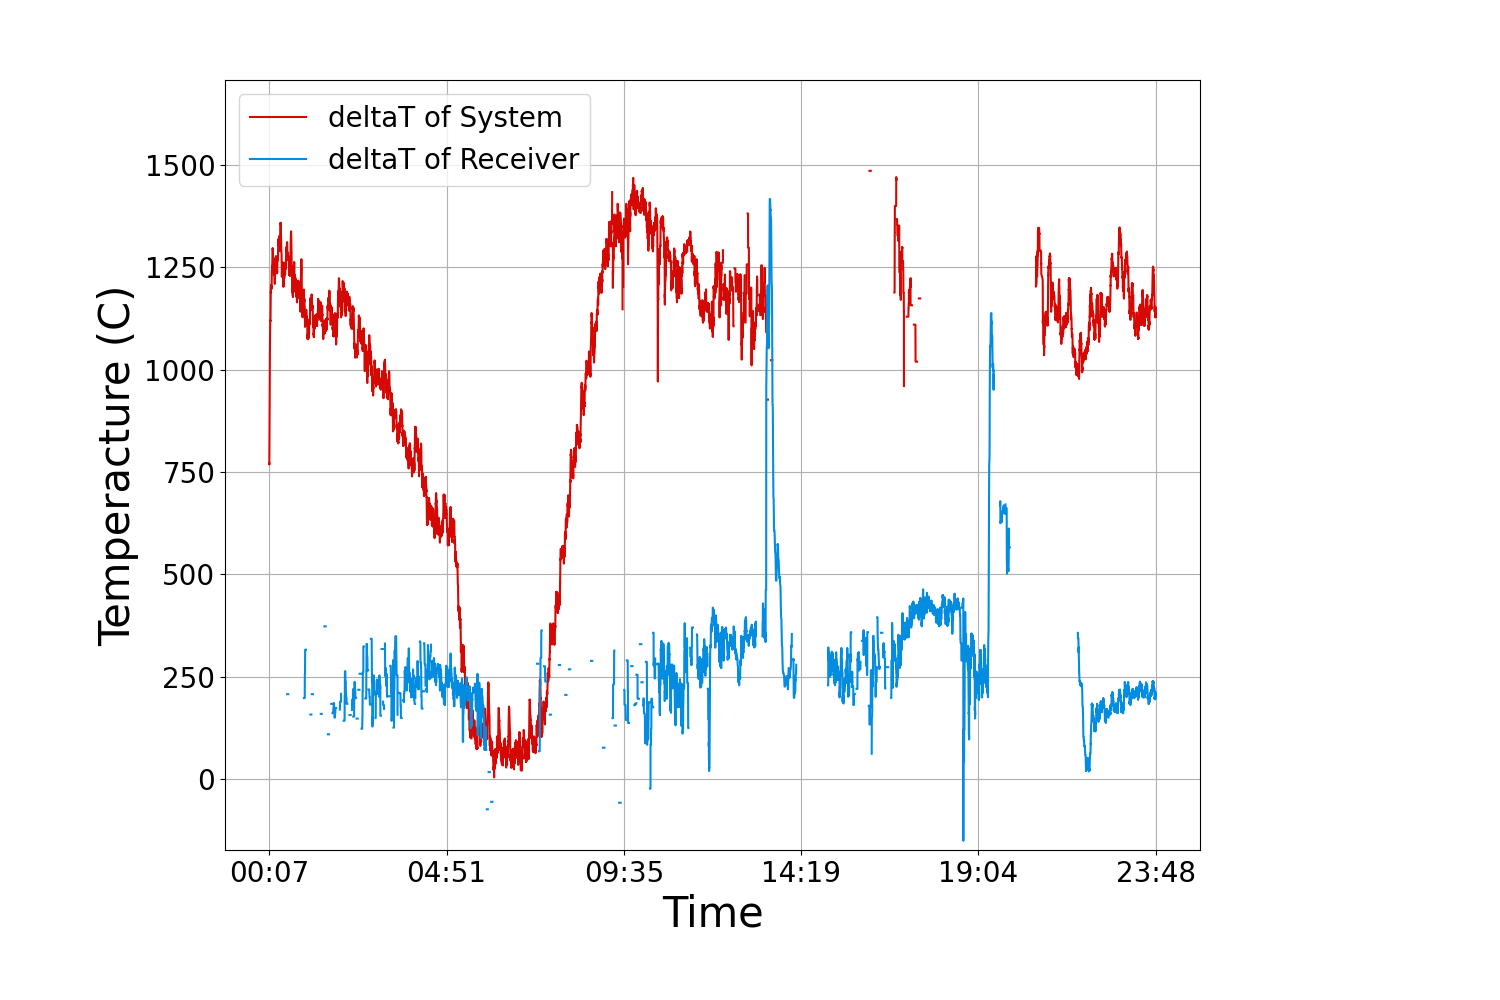 deltaT of System
deltaT of Receiver
Temperacture (C)
1500
1250
1000
750
500
250
0
00:07 04:51 09:35 14:19 19:04 23:48
Time